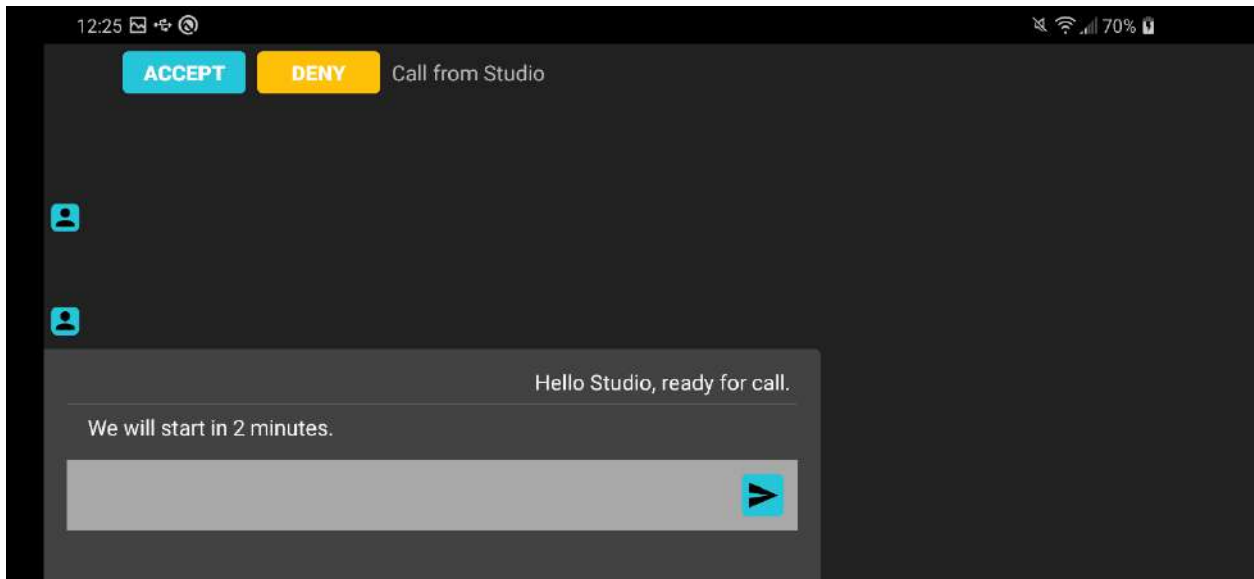 12:25 70%
ACCEPT DENY Call from Studio
Hello Studio, ready for call.
We will start in 2 minutes.